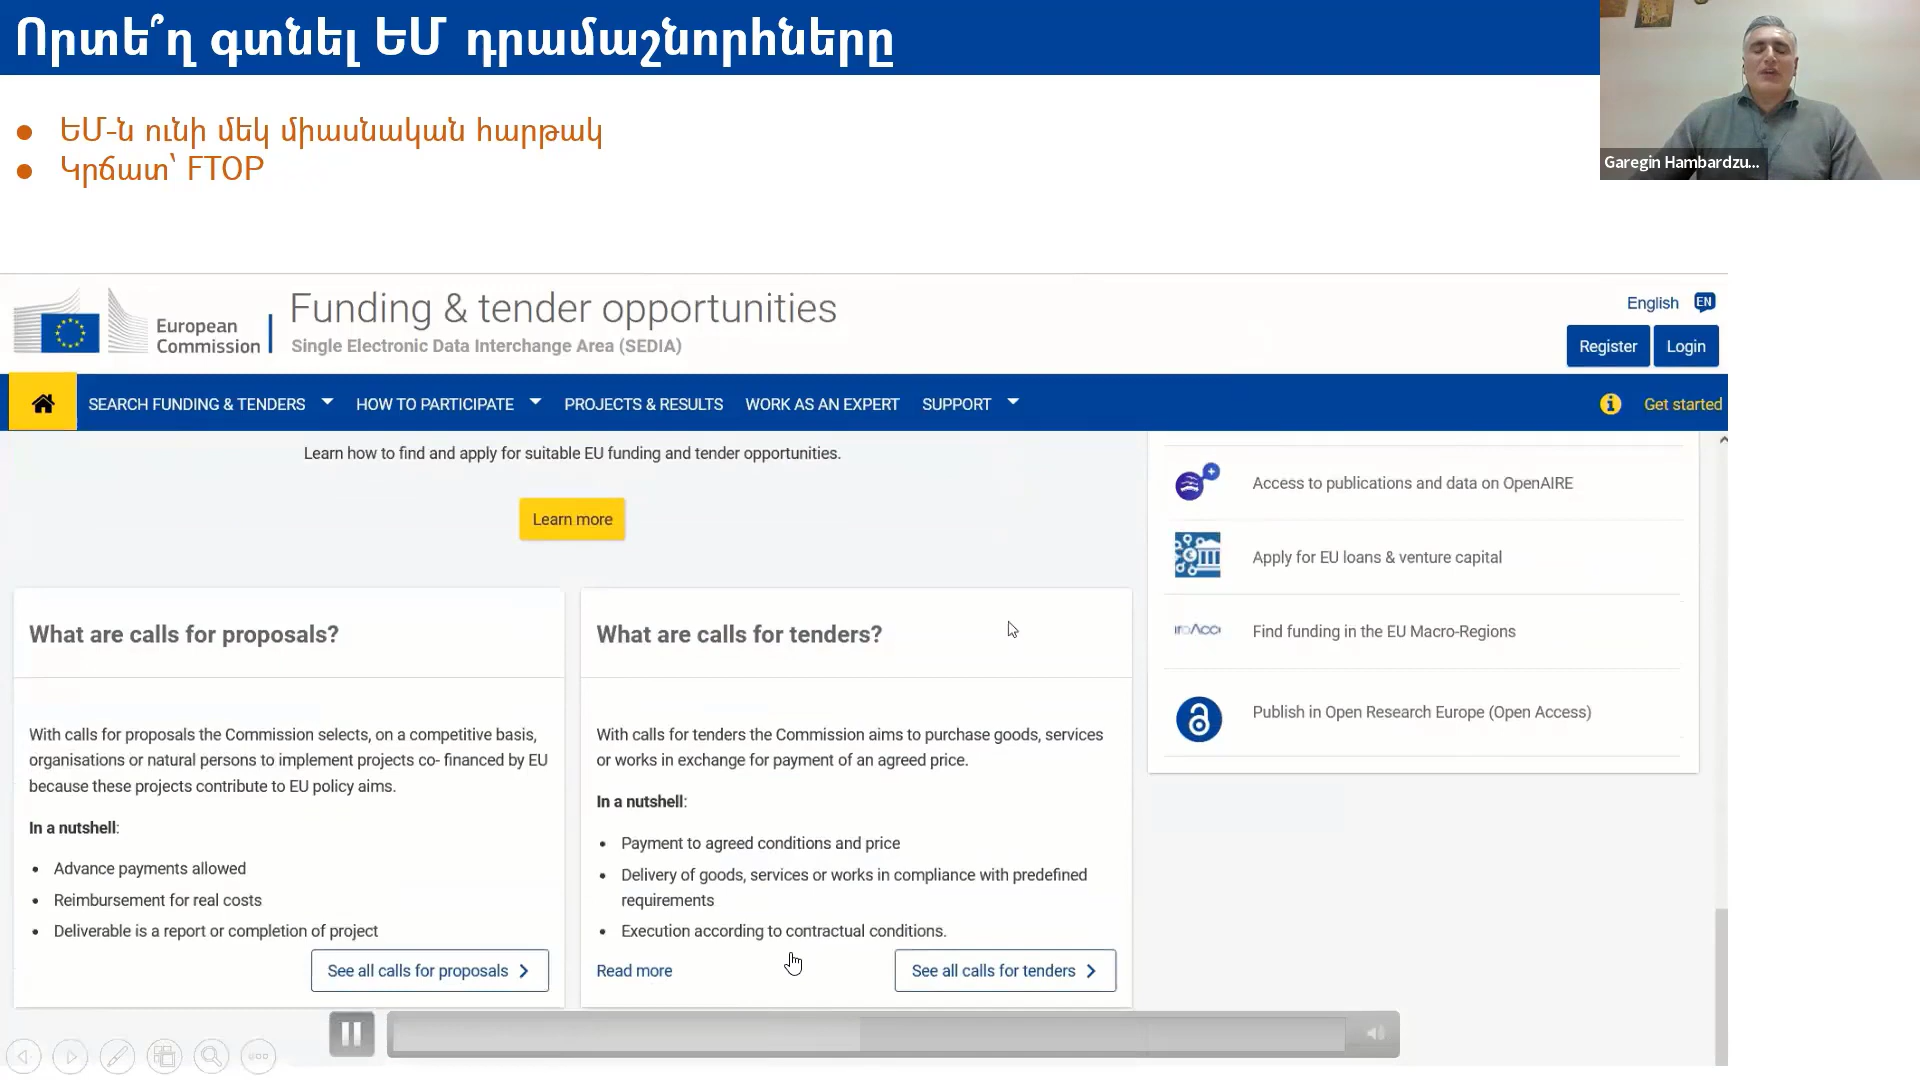 Որտե՞ղ գտնել ԵՄ դրամաշնորհները
ԵՄ-ն ունի մեկ միասնական հարթակ
Կրճատ՝ FTOP
Garegin Hambardzu...
European
Commission
Funding & tender opportunities
Single Electronic Data Interchange Area (SEDIA)
English EN
Register Login
SEARCH FUNDING & TENDERS HOW TO PARTICIPATE PROJECTS & RESULTS WORK AS AN EXPERT SUPPORT Get started
Learn how to find and apply for suitable EU funding and tender opportunities.
Learn more
What are calls for proposals?
With calls for proposals the Commission selects, on a competitive basis,
organisations or natural persons to implement projects co- financed by EU
because these projects contribute to EU policy aims.
In a nutshell:
Advance payments allowed
Reimbursement for real costs
Deliverable is a report or completion of project
See all calls for proposals
What are calls for tenders?
With calls for tenders the Commission aims to purchase goods, services
or works in exchange for payment of an agreed price.
In a nutshell:
Payment to agreed conditions and price
Delivery of goods, services or works in compliance with predefined
requirements
Execution according to contractual conditions.
Read more
See all calls for tenders
Access to publications and data on OpenAIRE
Apply for EU loans & venture capital
Find funding in the EU Macro-Regions
Publish in Open Research Europe (Open Access)